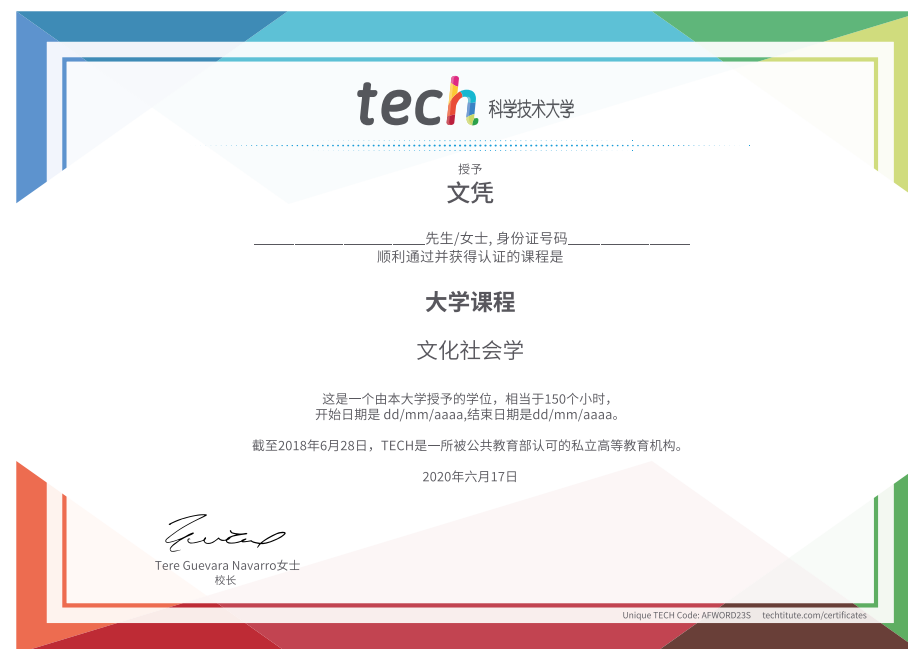 tech 科学技术大学
授予
文凭
_____________________先生/女士, 身份证号码_______________
顺利通过并获得认证的课程是
大学课程
文化社会学
这是一个由本大学授予的学位，相当于150个小时，
开始日期是 dd/mm/aaaa,结束日期是dd/mm/aaaa。
截至2018年6月28日，TECH是一所被公共教育部认可的私立高等教育机构。
2020年六月17日
Tere Guevara Navarro女士
校长
Unique TECH Code: AFWORD23S techtitute.com/certificates